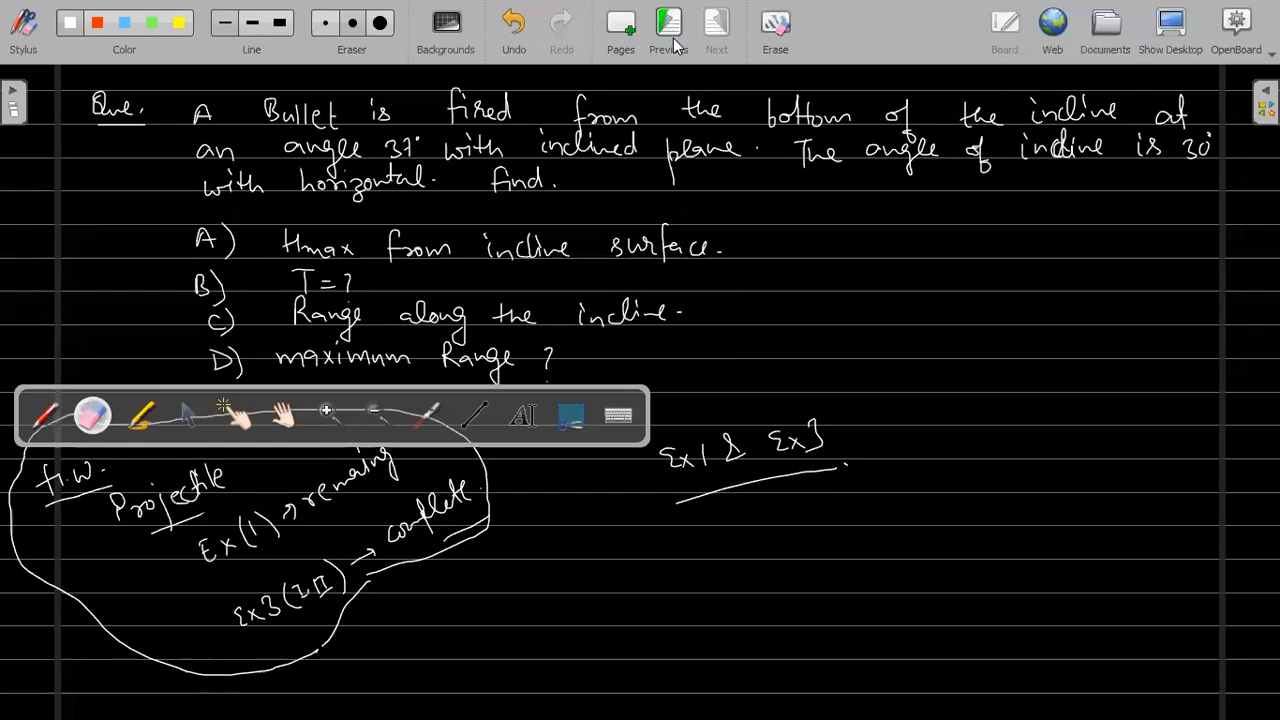 Stylus
Color
Line
Eraser
Backgrounds
Undo
Redo
Pages
Previous
Next
Erase
Board
Web
Documents
Show Desktop
OpenBoard
Que. A Bullet is fired from the bottom of the incline at
an angle 37° with inclined plane. The angle of incline is 30°
with horizontal. find.
A) Hmax from incline surface.
B) T = ?
C) Range along the incline.
D) maximum Range ?
H.W.
Projectile
Ex(1) → remaing
Ex3(I II) → complete.
Ex1 & Ex3.